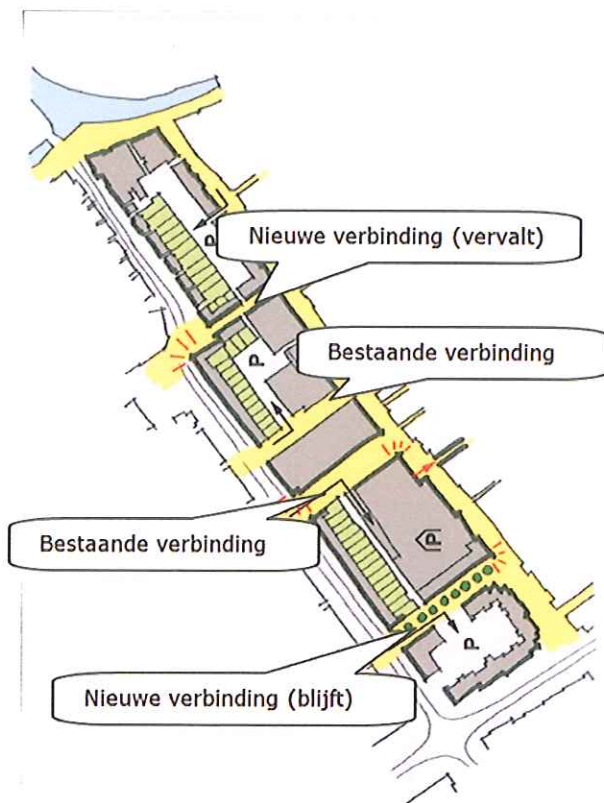 P
Nieuwe verbinding (vervalt)
Bestaande verbinding
P
Bestaande verbinding
P
P
Nieuwe verbinding (blijft)